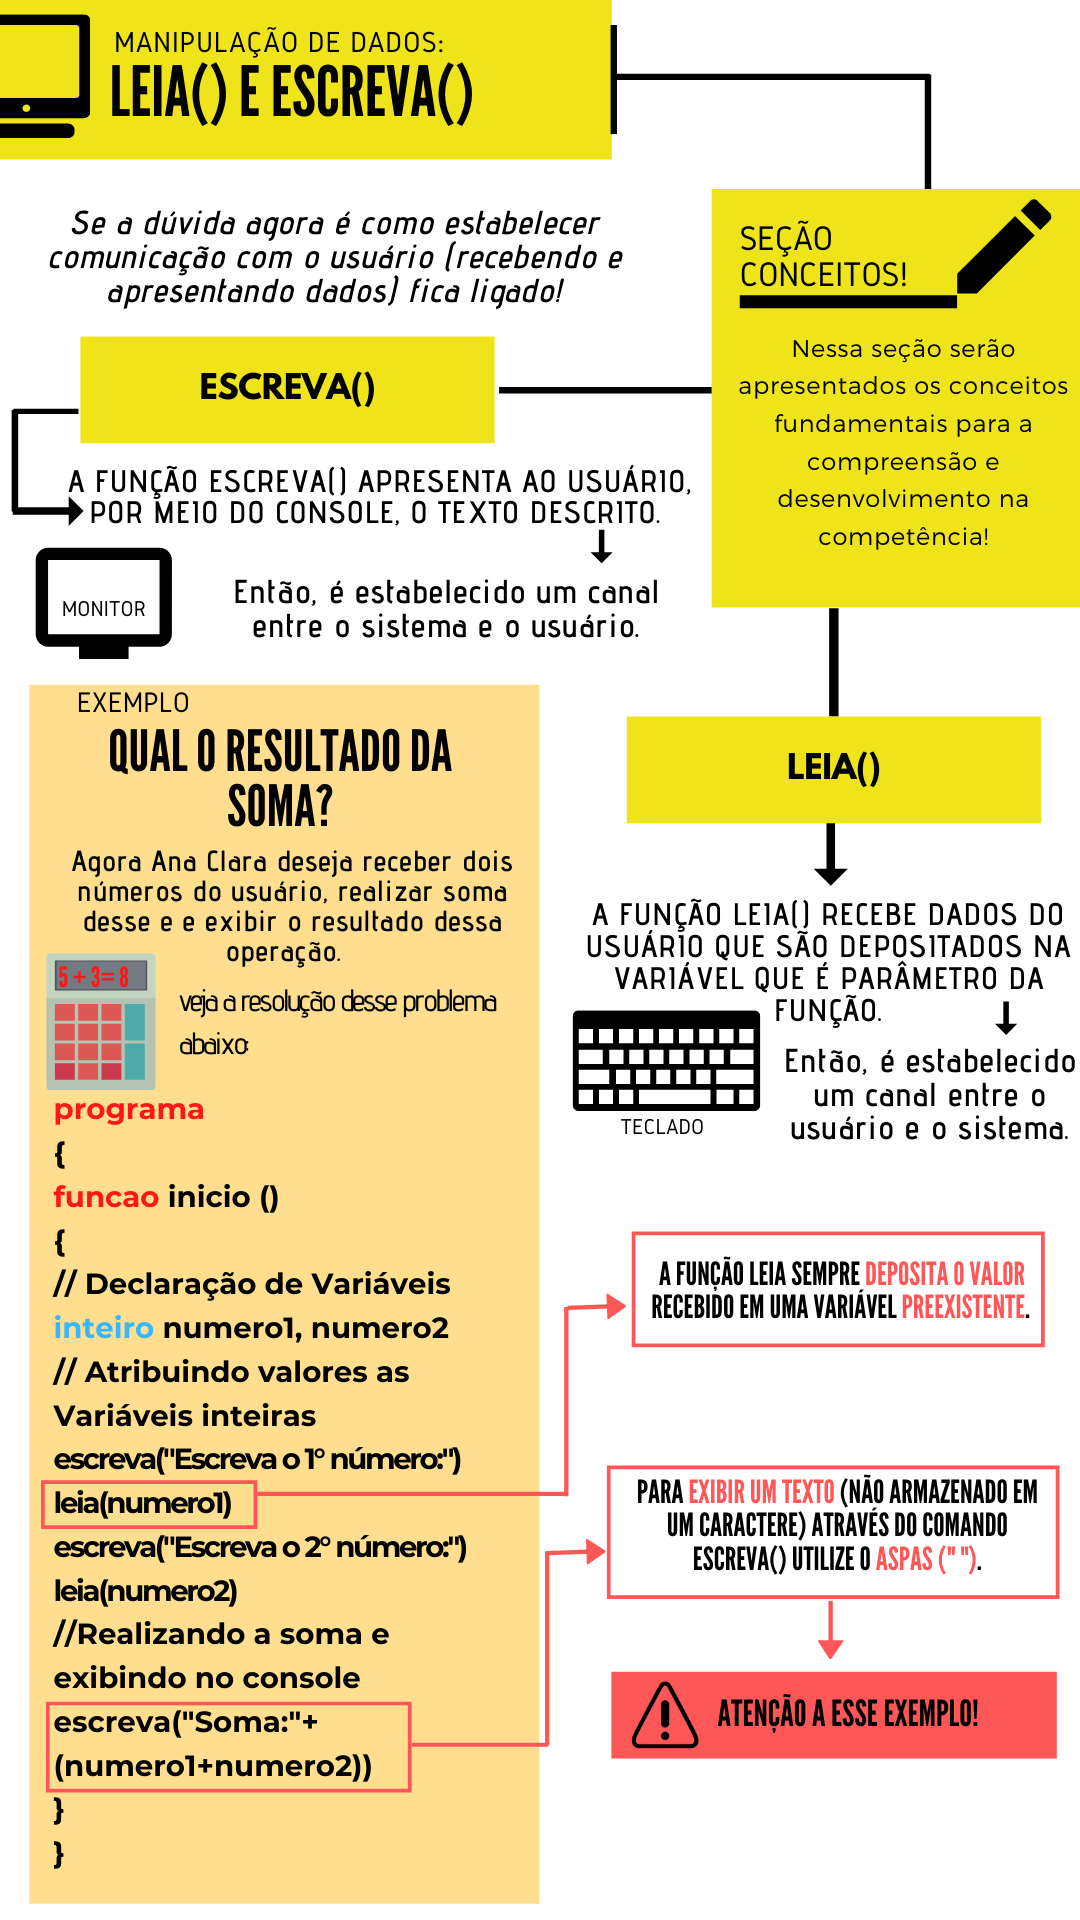 MANIPULAÇÃO DE DADOS:
LEIA() E ESCREVA()
Se a dúvida agora é como estabelecer
comunicação com o usuário (recebendo e
apresentando dados) fica ligado!
SEÇÃO
CONCEITOS!
Nessa seção serão
apresentados os conceitos
fundamentais para a
compreensão e
desenvolvimento na
competência!
ESCREVA()
A FUNÇÃO ESCREVA() APRESENTA AO USUÁRIO,
POR MEIO DO CONSOLE, O TEXTO DESCRITO.
MONITOR
Então, é estabelecido um canal
entre o sistema e o usuário.
LEIA()
A FUNÇÃO LEIA() RECEBE DADOS DO
USUÁRIO QUE SÃO DEPOSITADOS NA
VARIÁVEL QUE É PARÂMETRO DA
FUNÇÃO.
TECLADO
Então, é estabelecido
um canal entre o
usuário e o sistema.
EXEMPLO
QUAL O RESULTADO DA
SOMA?
Agora Ana Clara deseja receber dois
números do usuário, realizar soma
desse e e exibir o resultado dessa
operação.
5 + 3= 8
veja a resolução desse problema
abaixo:
programa
{
funcao inicio ()
{
// Declaração de Variáveis
inteiro numero1, numero2
// Atribuindo valores as
Variáveis inteiras
escreva("Escreva o 1° número:")
leia(numero1)
escreva("Escreva o 2° número:")
leia(numero2)
//Realizando a soma e
exibindo no console
escreva("Soma:"+
(numero1+numero2))
}
}
A FUNÇÃO LEIA SEMPRE DEPOSITA O VALOR
RECEBIDO EM UMA VARIÁVEL PREEXISTENTE.
PARA EXIBIR UM TEXTO (NÃO ARMAZENADO EM
UM CARACTERE) ATRAVÉS DO COMANDO
ESCREVA() UTILIZE O ASPAS (" ").
ATENÇÃO A ESSE EXEMPLO!